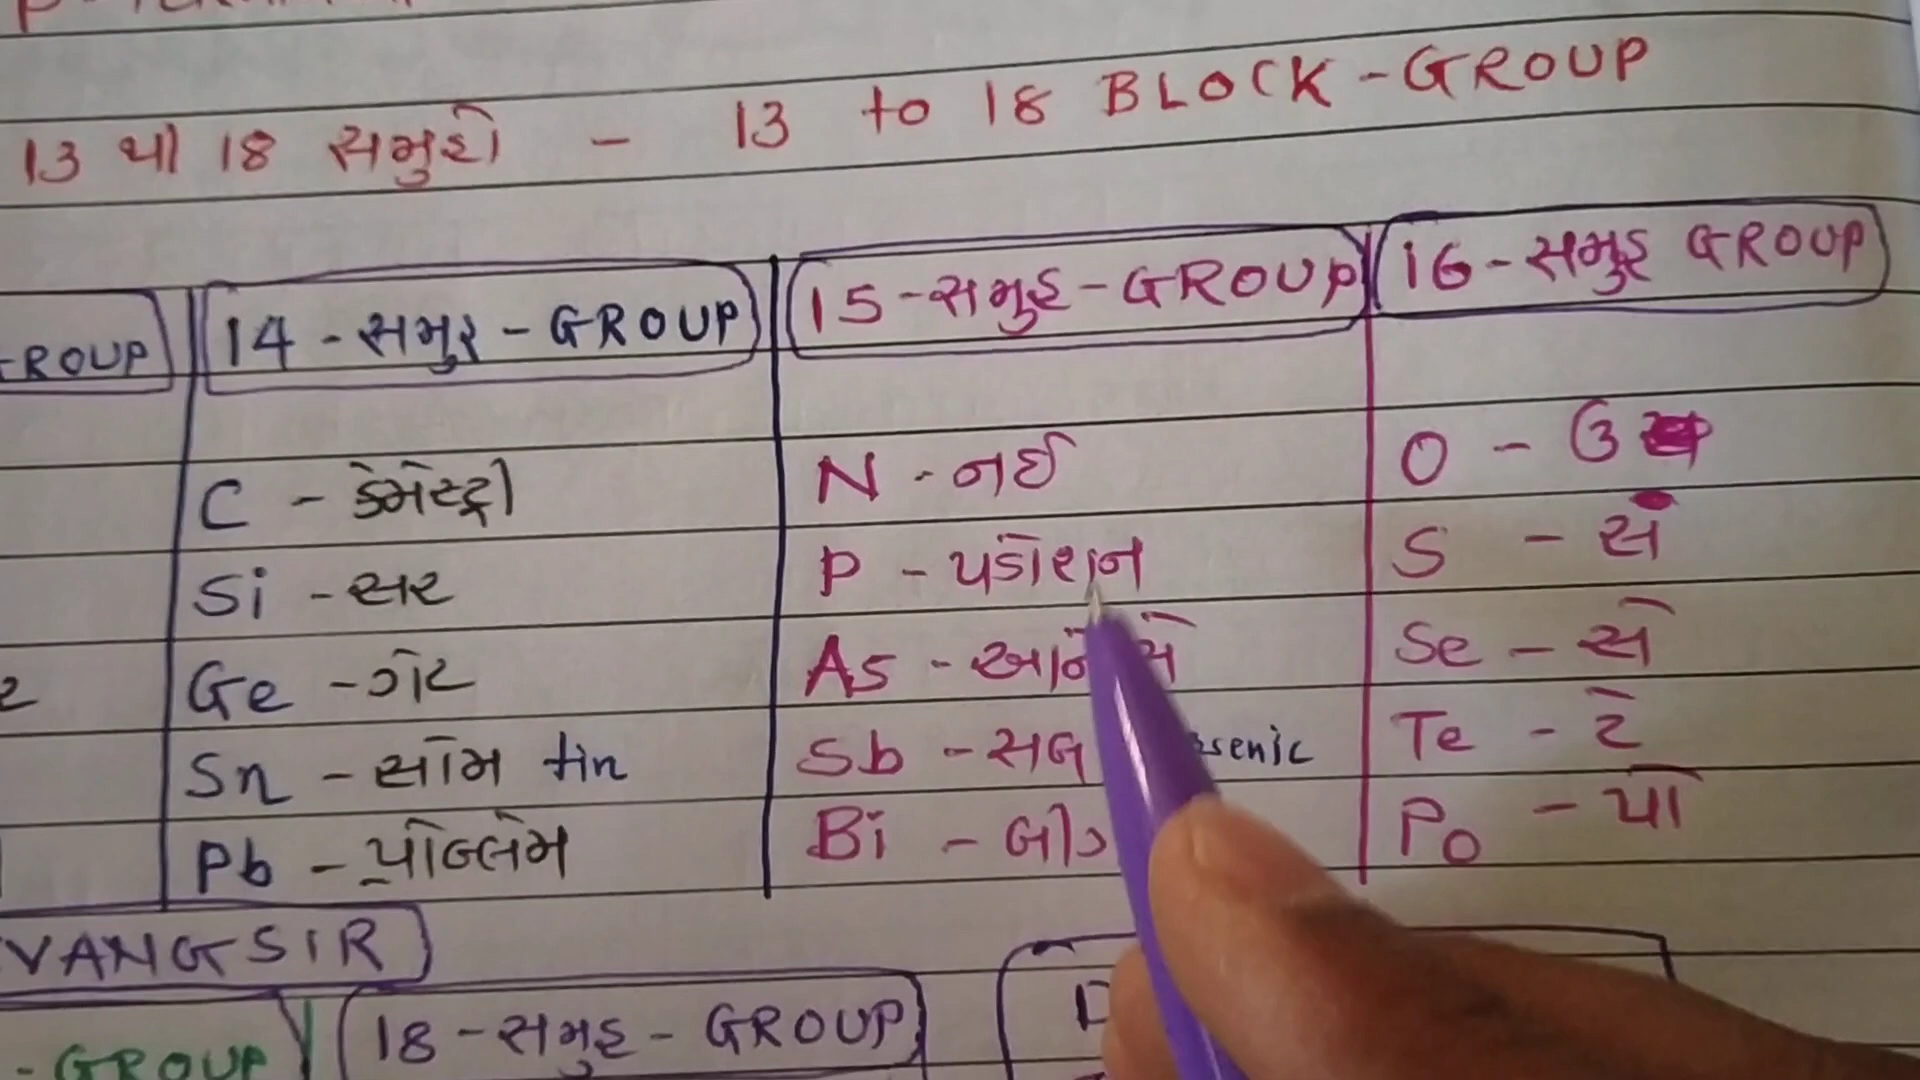 13 થી 18 સમુહો - 13 to 18 BLOCK-GROUP
GROUP 14-સમુહ-GROUP 15-સમુહ-GROUP 16-સમુહ GROUP
C - કેમેસ્ટ્રી N - નઈ O - ઉ
Si - સર P - પડોશન S - સ
Ge - ગેટ As - Se - સે
Sn - સોમ tin Sb - સબ Te - ટે
Pb - પ્રોબ્લેમ Bi - Po - પો
VANGSIR
-GROUP 18-સમુહ-GROUP